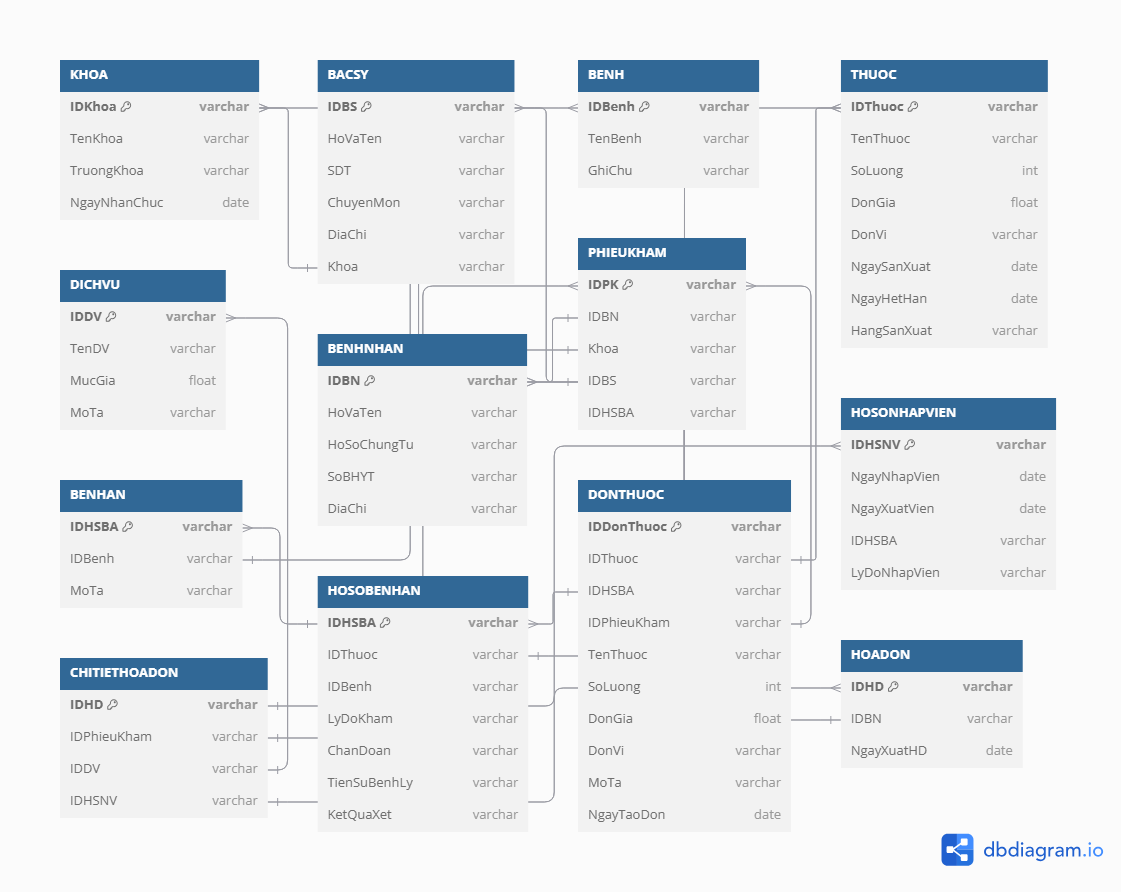 KHOA
IDKhoa varchar
TenKhoa varchar
TruongKhoa varchar
NgayNhanChuc date
BACSY
IDBS varchar
HoVaTen varchar
SDT varchar
ChuyenMon varchar
DiaChi varchar
Khoa varchar
BENH
IDBenh varchar
TenBenh varchar
GhiChu varchar
THUOC
IDThuoc varchar
TenThuoc varchar
SoLuong int
DonGia float
DonVi varchar
NgaySanXuat date
NgayHetHan date
HangSanXuat varchar
DICHVU
IDDV varchar
TenDV varchar
MucGia float
MoTa varchar
BENHNHAN
IDBN varchar
HoVaTen varchar
HoSoChungTu varchar
SoBHYT varchar
DiaChi varchar
PHIEUKHAM
IDPK varchar
IDBN varchar
Khoa varchar
IDBS varchar
IDHSBA varchar
HOSONHAPVIEN
IDHSNV varchar
NgayNhapVien date
NgayXuatVien date
IDHSBA varchar
LyDoNhapVien varchar
BENHAN
IDHSBA varchar
IDBenh varchar
MoTa varchar
HOSOBENHAN
IDHSBA varchar
IDThuoc varchar
IDBenh varchar
LyDoKham varchar
ChanDoan varchar
TienSuBenhLy varchar
KetQuaXet varchar
DONTHUOC
IDDonThuoc varchar
IDThuoc varchar
IDHSBA varchar
IDPhieuKham varchar
TenThuoc varchar
SoLuong int
DonGia float
DonVi varchar
MoTa varchar
NgayTaoDon date
CHITIETHOADON
IDHD varchar
IDPhieuKham varchar
IDDV varchar
IDHSNV varchar
HOADON
IDHD varchar
IDBN varchar
NgayXuatHD date
dbdiagram.io